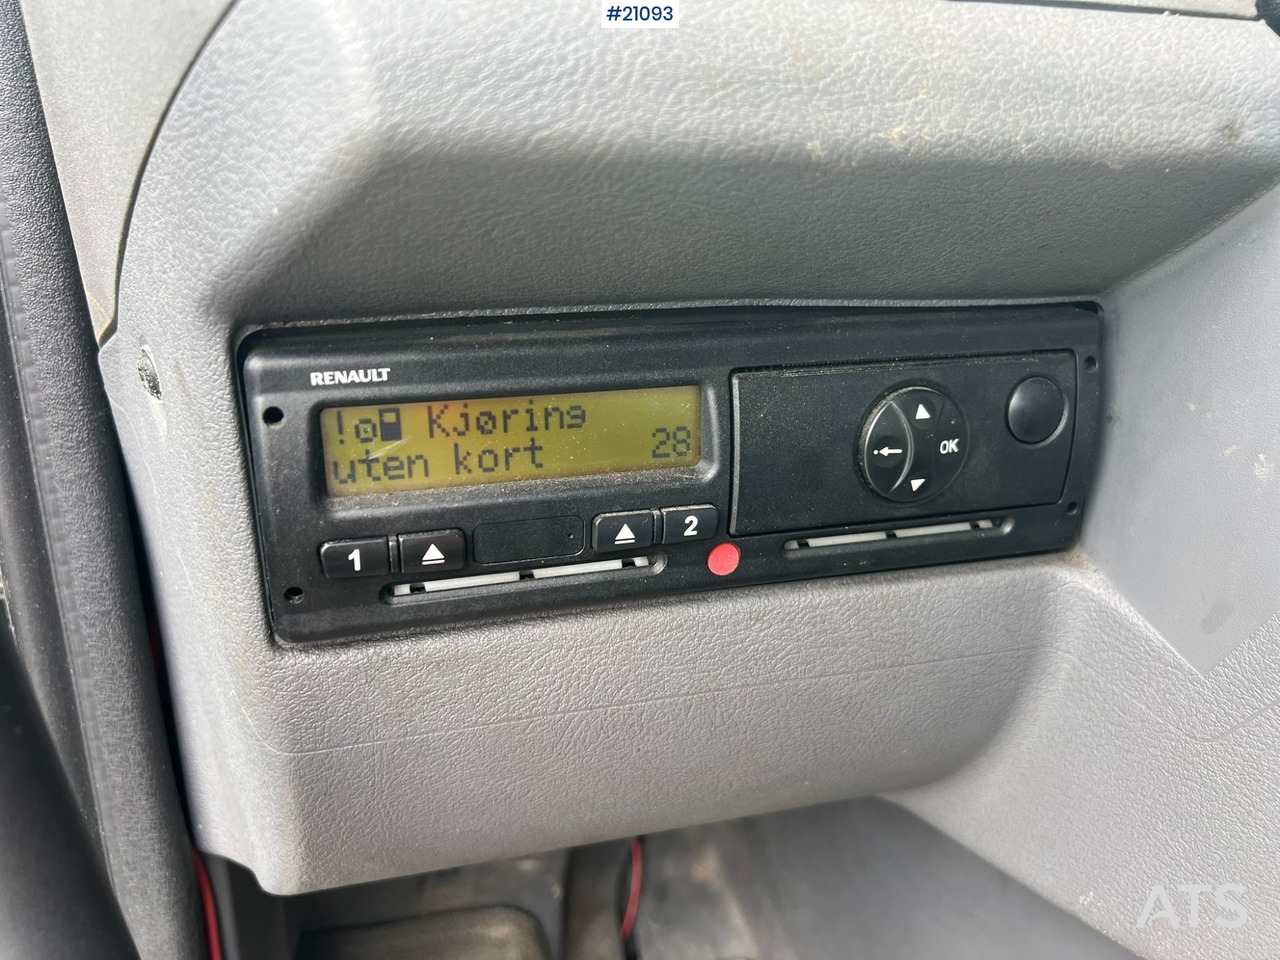 #21093
RENAULT
! Kjøring
uten kort 28
1
2
OK
ATS